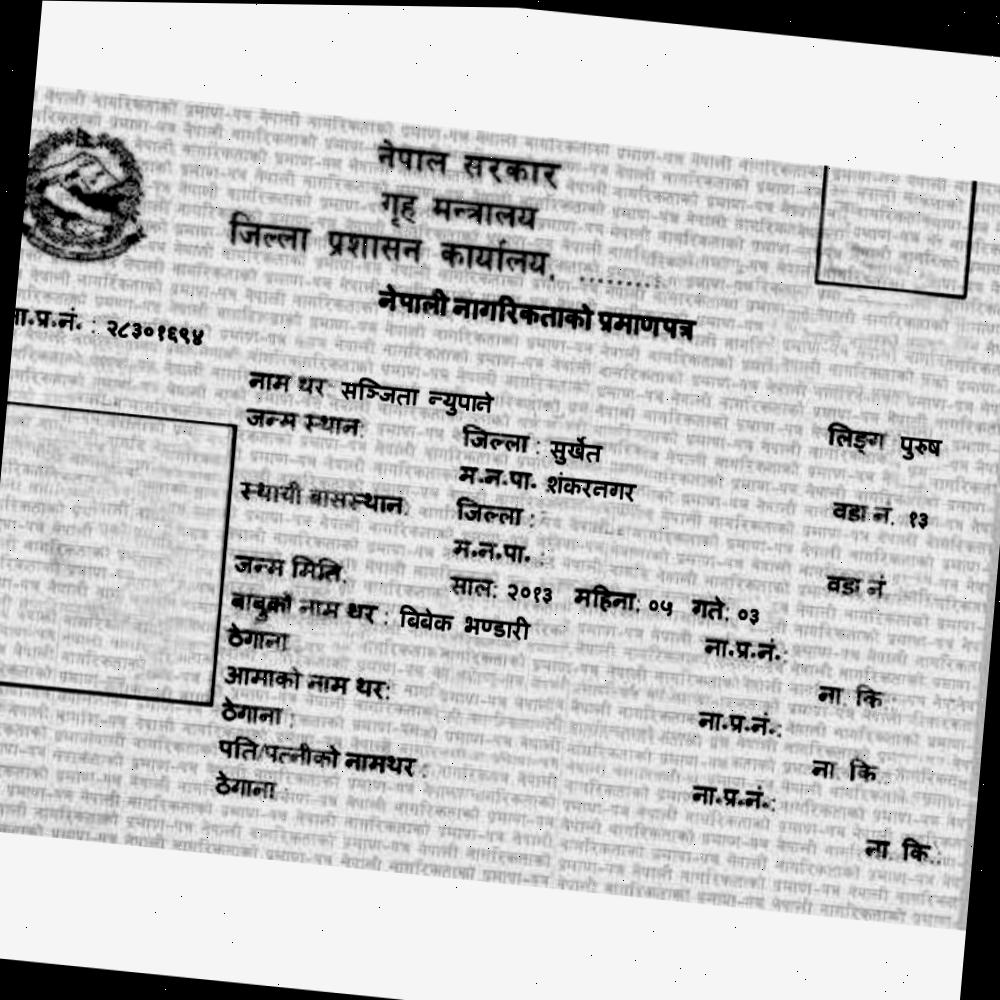 नेपाल सरकार
गृह मन्त्रालय
जिल्ला प्रशासन कार्यालय, ........:
नेपाली नागरिकताको प्रमाणपत्र
ना.प्र.नं. : २८३०१६९४
नाम थर सञ्जिता न्युपाने
जन्म स्थान: जिल्ला : सुर्खेत लिङ्ग पुरुष
म.न.पा. शंकरनगर वडा नं. १३
स्थायी बासस्थान: जिल्ला :
म.न.पा. : वडा नं
जन्म मिति: साल: २०१३ महिना: ०५ गते: ०३
बाबुको नाम थर : बिबेक भण्डारी ना.प्र.नं.:
ठेगाना : ना कि :
आमाको नाम थर: ना.प्र.नं.:
ठेगाना : ना कि :
पति/पत्नीको नामथर : ना.प्र.नं.:
ठेगाना : ना कि :